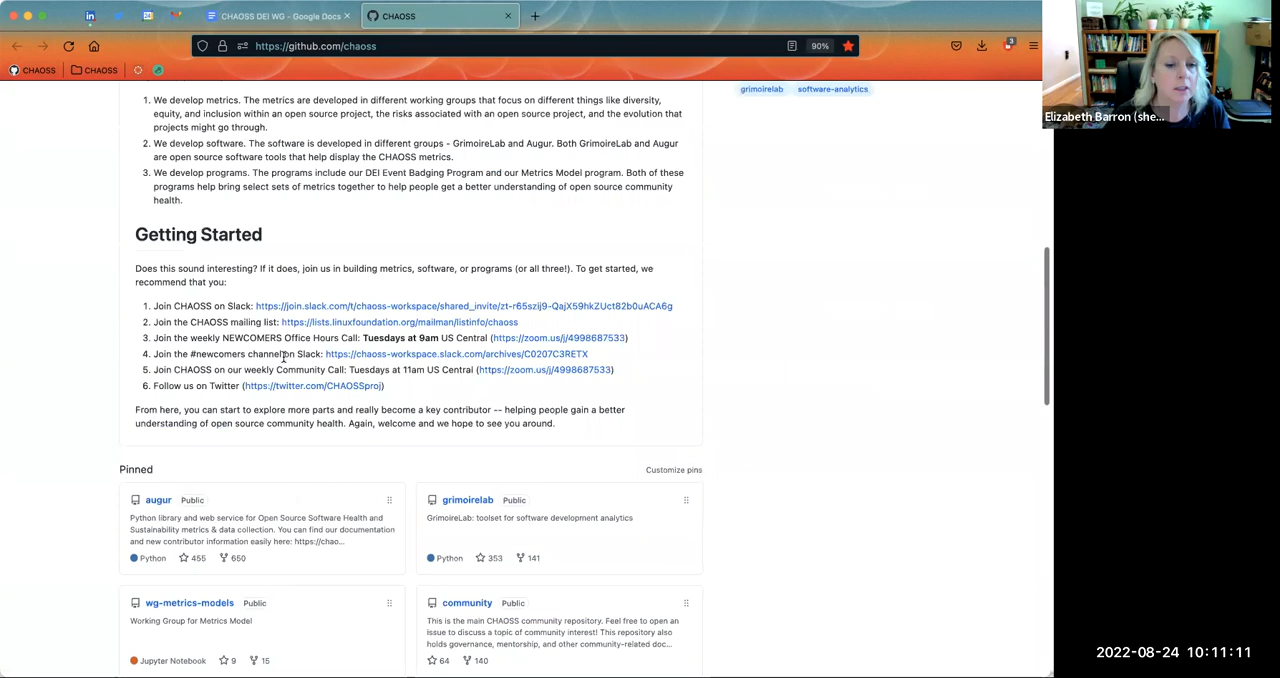 CHAOSS DEI WG - Google Docs
CHAOSS
https://github.com/chaoss
90%
3
CHAOSS
CHAOSS
Elizabeth Barron (she...
grimoirelab
software-analytics
1. We develop metrics. The metrics are developed in different working groups that focus on different things like diversity,
equity, and inclusion within an open source project, the risks associated with an open source project, and the evolution that
projects might go through.
2. We develop software. The software is developed in different groups - GrimoireLab and Augur. Both GrimoireLab and Augur
are open source software tools that help display the CHAOSS metrics.
3. We develop programs. The programs include our DEI Event Badging Program and our Metrics Model program. Both of these
programs help bring select sets of metrics together to help people get a better understanding of open source community
health.
Getting Started
Does this sound interesting? If it does, join us in building metrics, software, or programs (or all three!). To get started, we
recommend that you:
1. Join CHAOSS on Slack: https://join.slack.com/t/chaoss-workspace/shared_invite/zt-r65szij9-QajX59hkZUct82b0uACA6g
2. Join the CHAOSS mailing list: https://lists.linuxfoundation.org/mailman/listinfo/chaoss
3. Join the weekly NEWCOMERS Office Hours Call: Tuesdays at 9am US Central (https://zoom.us/j/4998687533)
4. Join the #newcomers channel on Slack: https://chaoss-workspace.slack.com/archives/C0207C3RETX
5. Join CHAOSS on our weekly Community Call: Tuesdays at 11am US Central (https://zoom.us/j/4998687533)
6. Follow us on Twitter (https://twitter.com/CHAOSSproj)
From here, you can start to explore more parts and really become a key contributor -- helping people gain a better
understanding of open source community health. Again, welcome and we hope to see you around.
Pinned
Customize pins
augur Public
Python library and web service for Open Source Software Health and
Sustainability metrics & data collection. You can find our documentation
and new contributor information easily here: https://chao...
Python 455 650
grimoirelab Public
GrimoireLab: toolset for software development analytics
Python 353 141
wg-metrics-models Public
Working Group for Metrics Model
Jupyter Notebook 9 15
community Public
This is the main CHAOSS community repository. Feel free to open an
issue to discuss a topic of community interest! This repository also
holds governance, mentorship, and other community-related doc...
64 140
2022-08-24 10:11:11